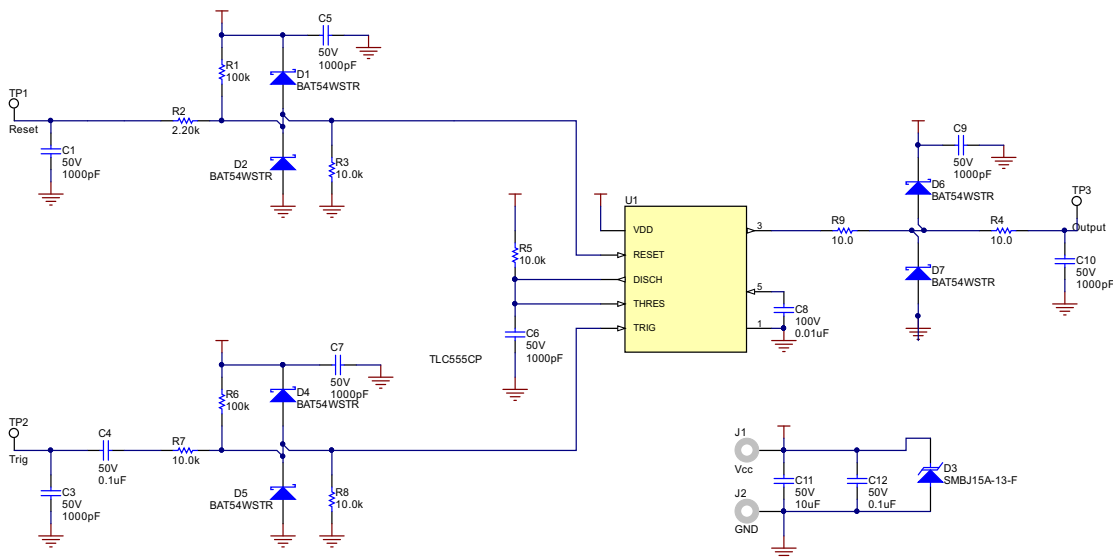 C5
50V
1000pF
R1
100k
D1
BAT54WSTR
TP1
Reset
R2
2.20k
C1
50V
1000pF
D2
BAT54WSTR
R3
10.0k
U1
VDD
RESET
DISCH
THRES
TRIG
3
5
1
R5
10.0k
C6
50V
1000pF
TLC555CP
C8
100V
0.01uF
R9
10.0
C9
50V
1000pF
D6
BAT54WSTR
D7
BAT54WSTR
R4
10.0
TP3
Output
C10
50V
1000pF
C7
50V
1000pF
R6
100k
D4
BAT54WSTR
TP2
Trig
C4
50V
0.1uF
R7
10.0k
C3
50V
1000pF
D5
BAT54WSTR
R8
10.0k
J1
Vcc
J2
GND
C11
50V
10uF
C12
50V
0.1uF
D3
SMBJ15A-13-F